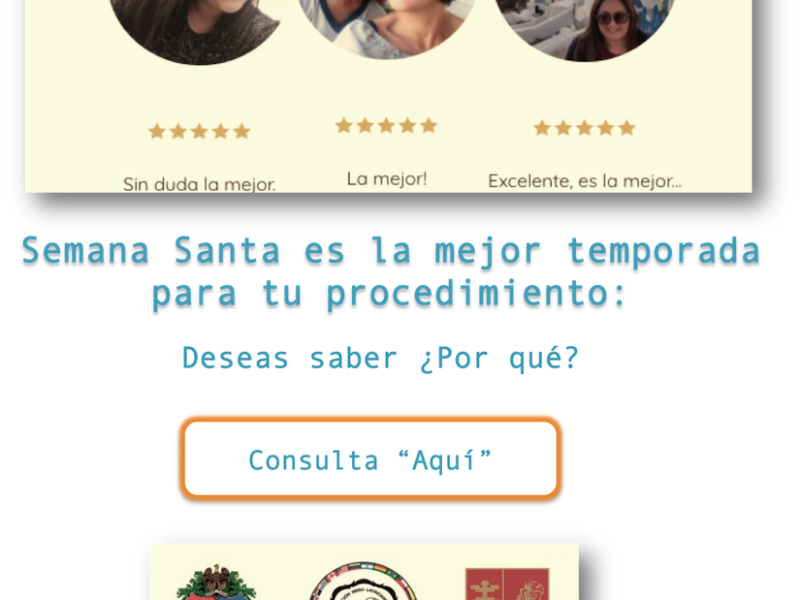 Sin duda la mejor.
La mejor!
Excelente, es la mejor...
Semana Santa es la mejor temporada
para tu procedimiento:
Deseas saber ¿Por qué?
Consulta “Aquí”